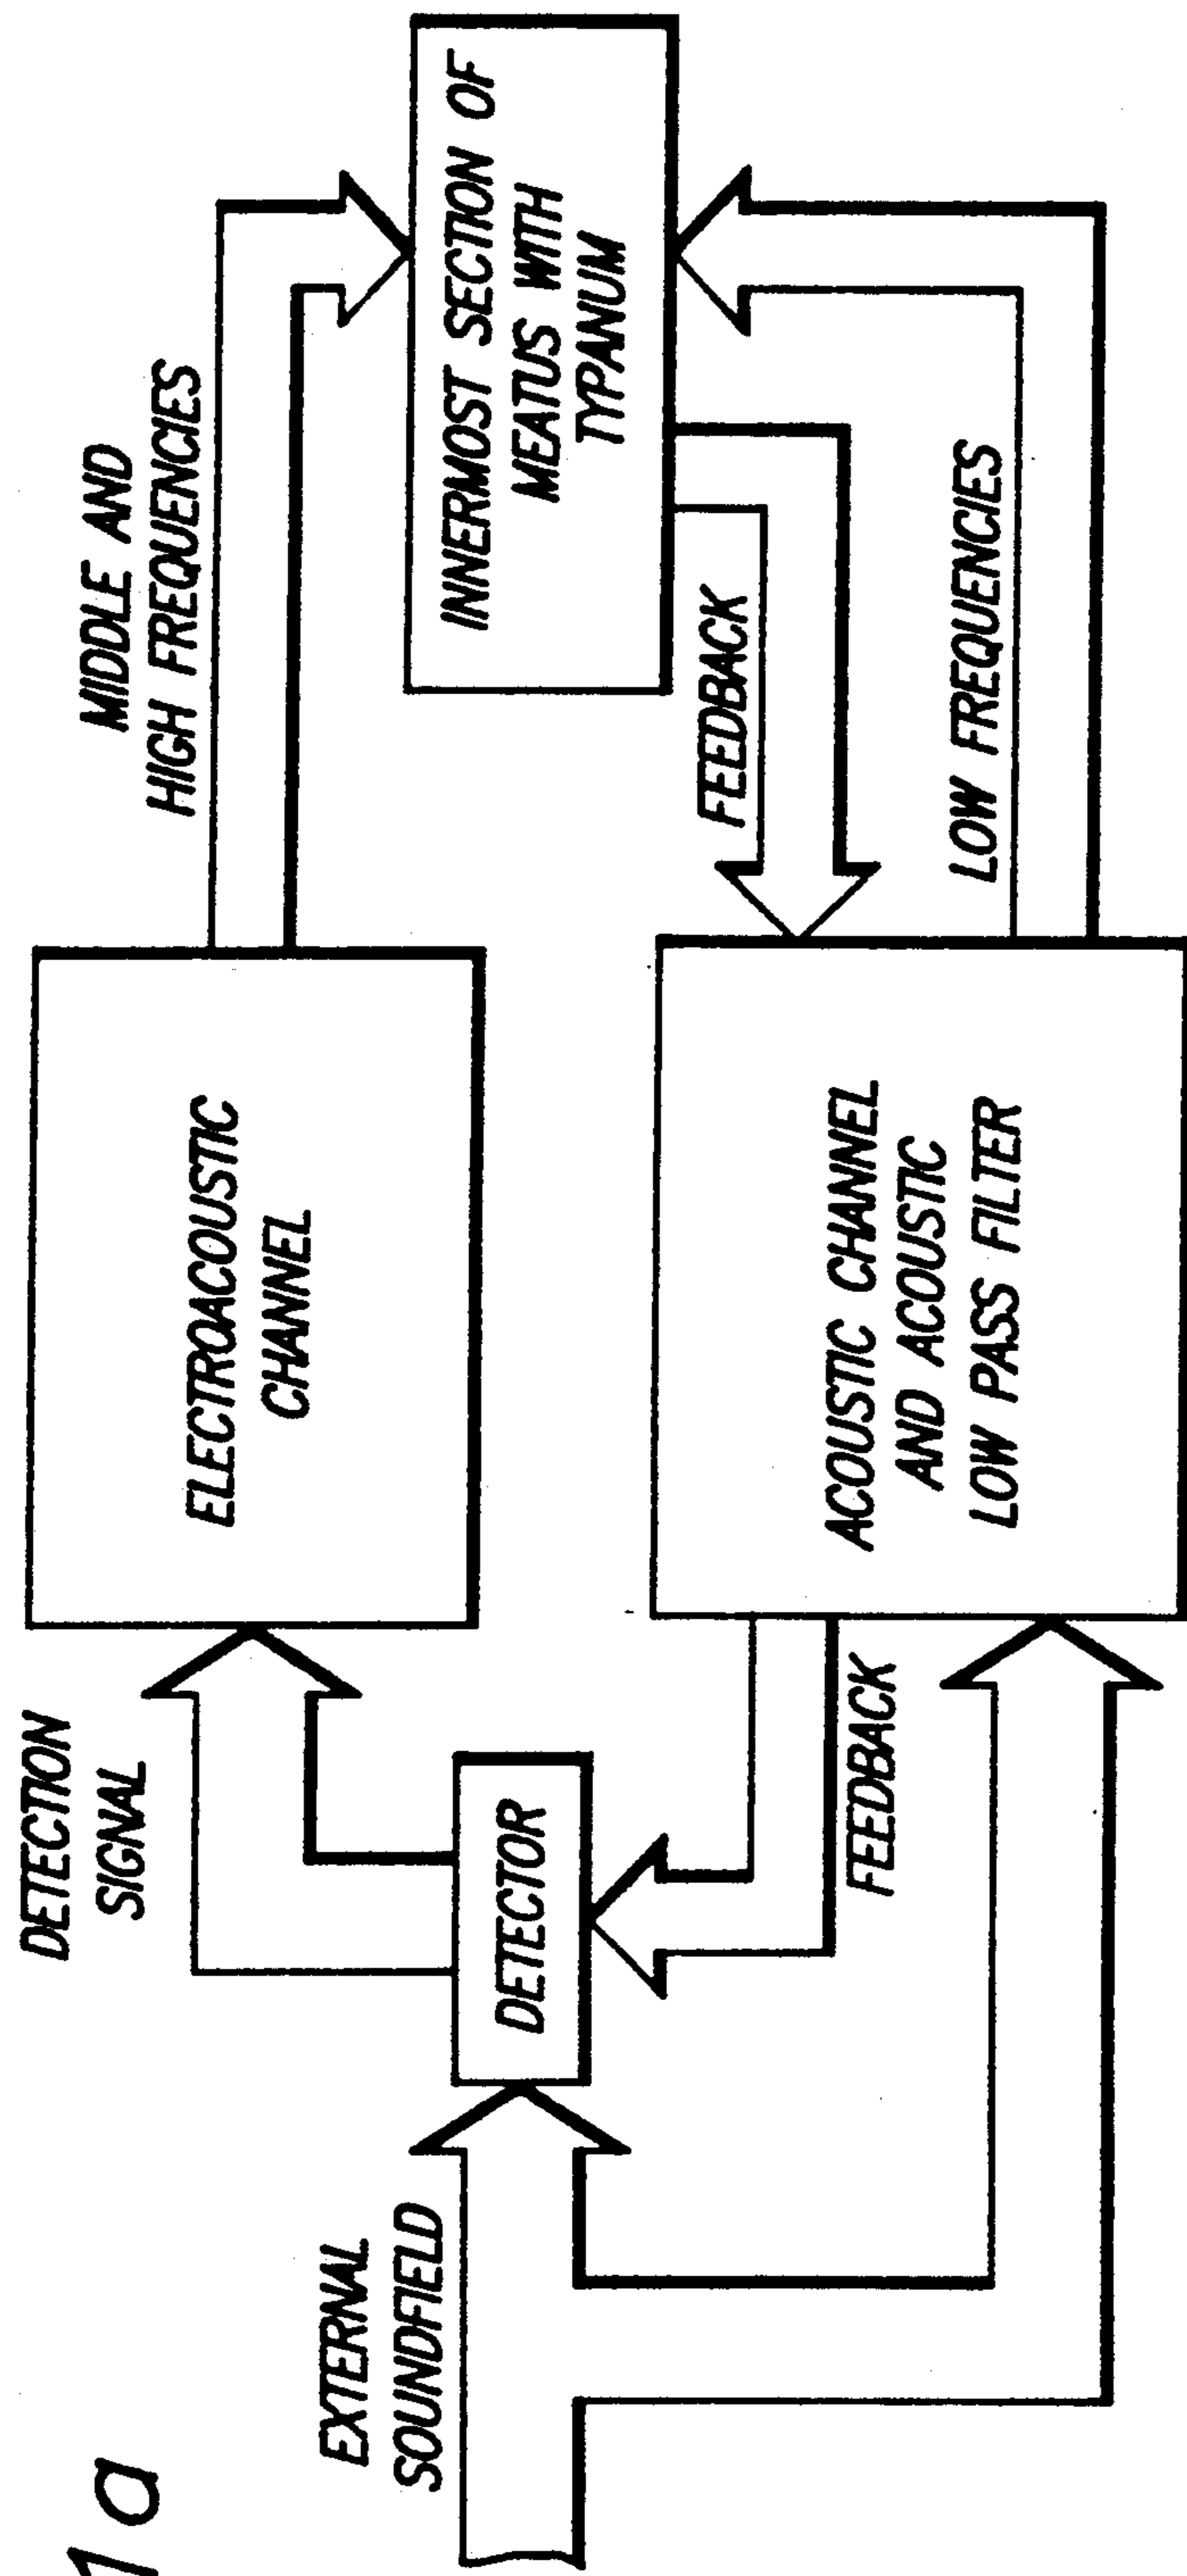 1a
EXTERNAL
SOUNDFIELD
DETECTION
SIGNAL
DETECTOR
FEEDBACK
ELECTROACOUSTIC
CHANNEL
ACOUSTIC CHANNEL
AND ACOUSTIC
LOW PASS FILTER
MIDDLE AND
HIGH FREQUENCIES
FEEDBACK
LOW FREQUENCIES
INNERMOST SECTION OF
MEATUS WITH
TYPANUM